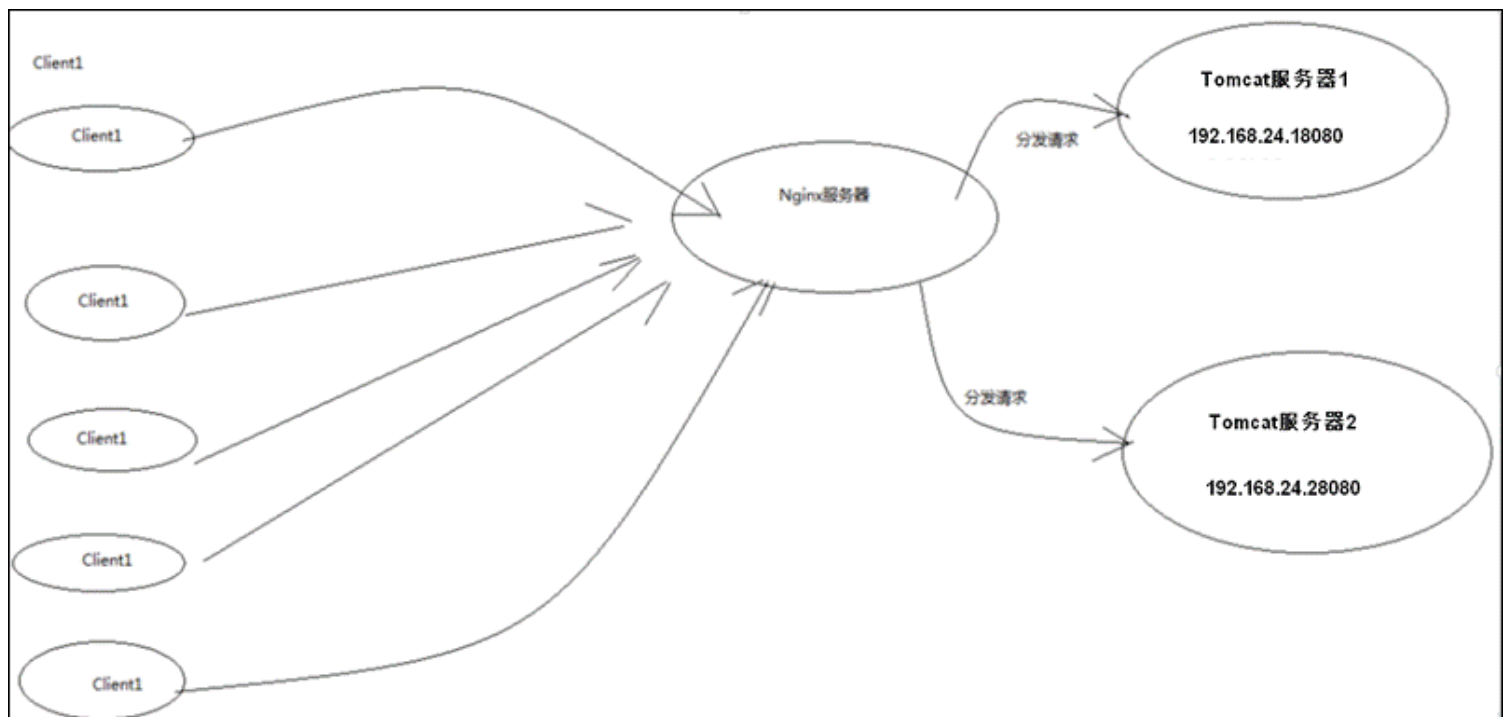 Client1
Client1
Client1
Client1
Client1
Client1
Nginx服务器
分发请求
分发请求
Tomcat服务器1
192.168.24.18080
Tomcat服务器2
192.168.24.28080